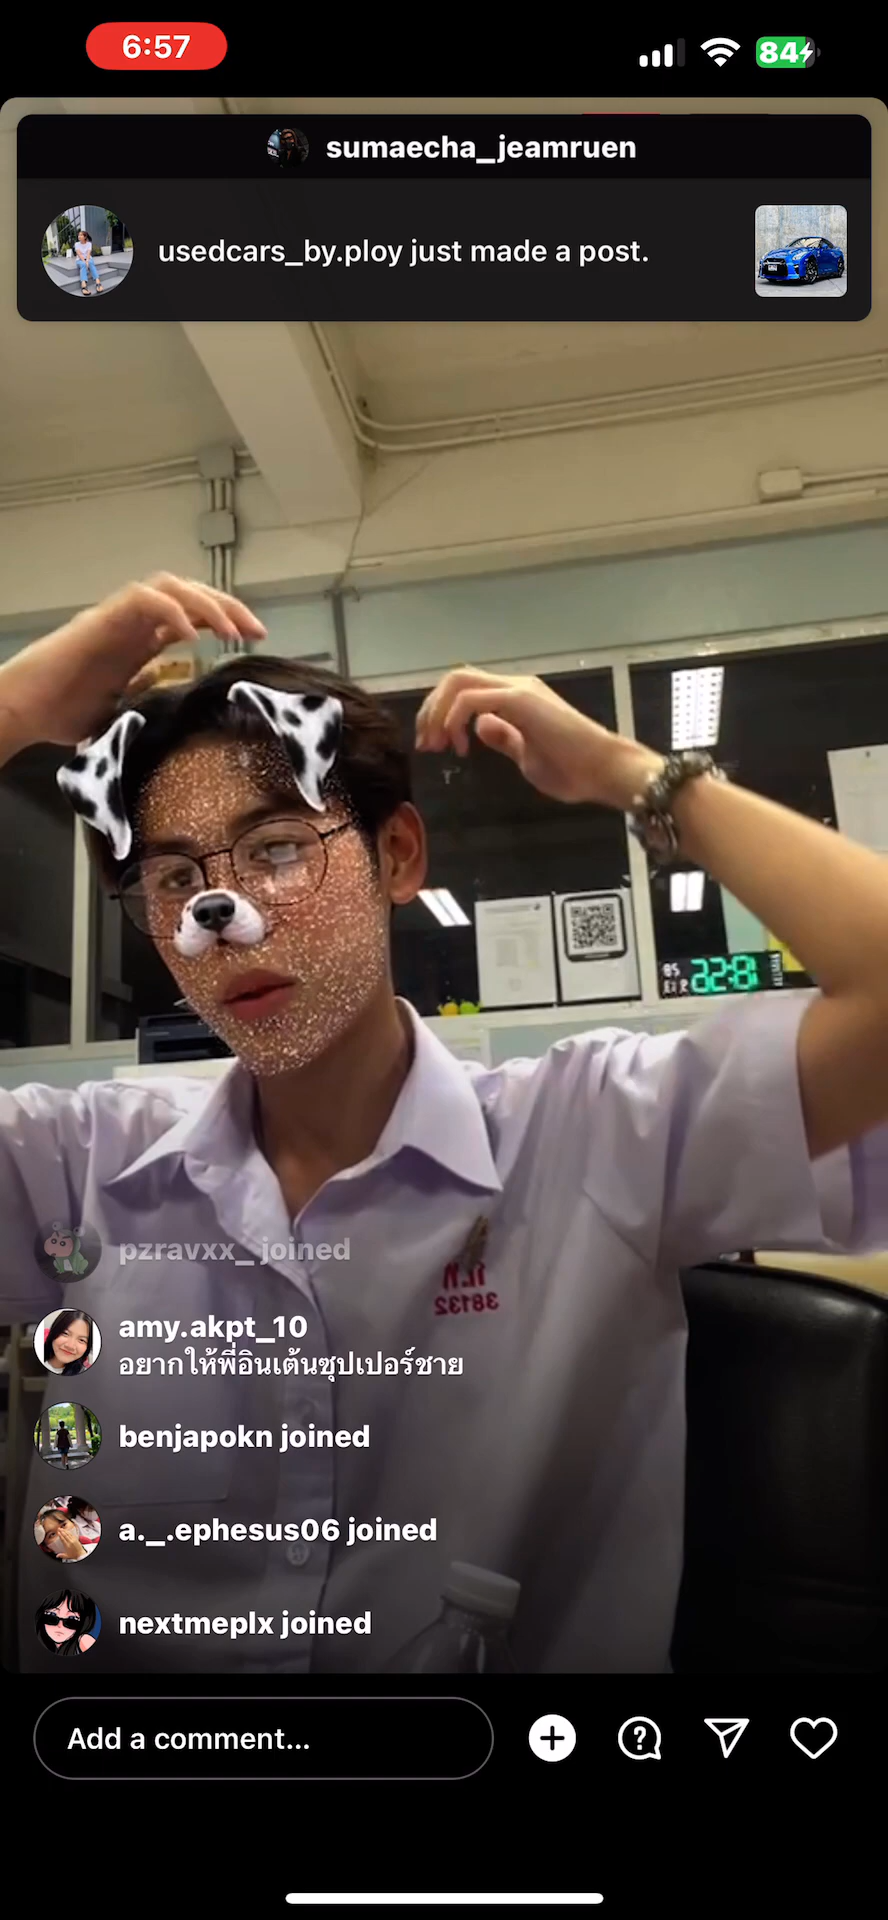 6:57
84
sumaecha_jeamruen
usedcars_by.ploy just made a post.
38132
pzravxx_ joined
amy.akpt_10
อยากให้พี่อินเต้นซุปเปอร์ชาย
benjapokn joined
a._.ephesus06 joined
nextmeplx joined
Add a comment...